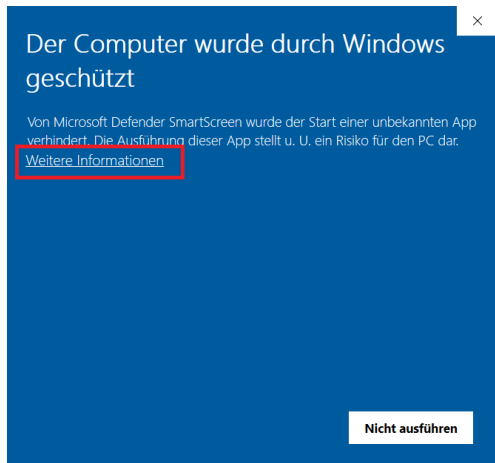 Der Computer wurde durch Windows
geschützt
Von Microsoft Defender SmartScreen wurde der Start einer unbekannten App
verhindert. Die Ausführung dieser App stellt u. U. ein Risiko für den PC dar.
Weitere Informationen
Nicht ausführen